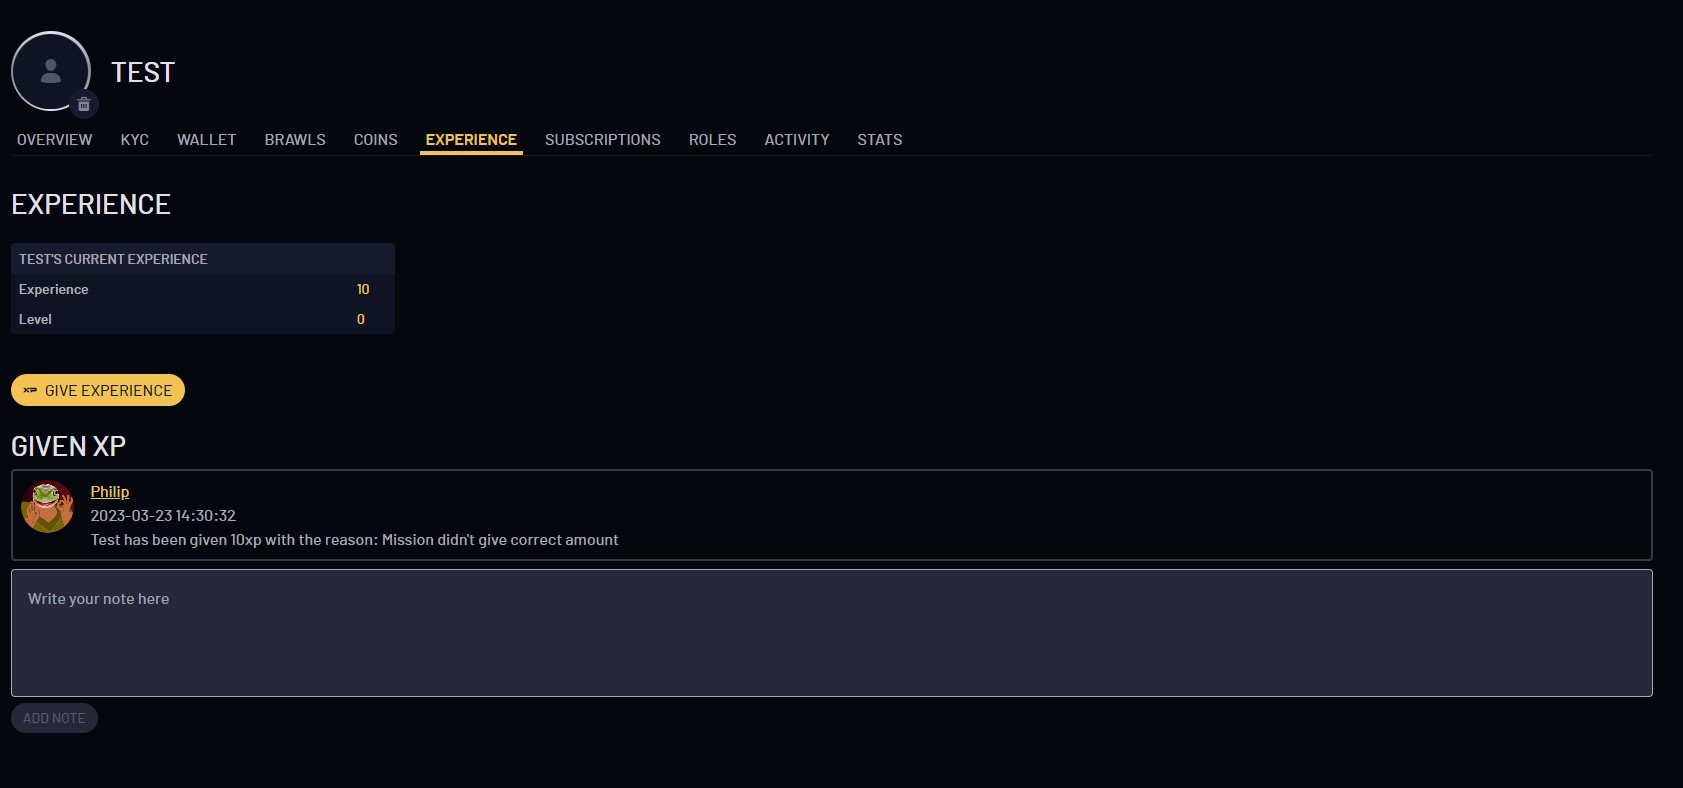 TEST
OVERVIEW KYC WALLET BRAWLS COINS EXPERIENCE SUBSCRIPTIONS ROLES ACTIVITY STATS
EXPERIENCE
TEST'S CURRENT EXPERIENCE
Experience 10
Level 0
XP GIVE EXPERIENCE
GIVEN XP
Philip
2023-03-23 14:30:32
Test has been given 10xp with the reason: Mission didn't give correct amount
Write your note here
ADD NOTE